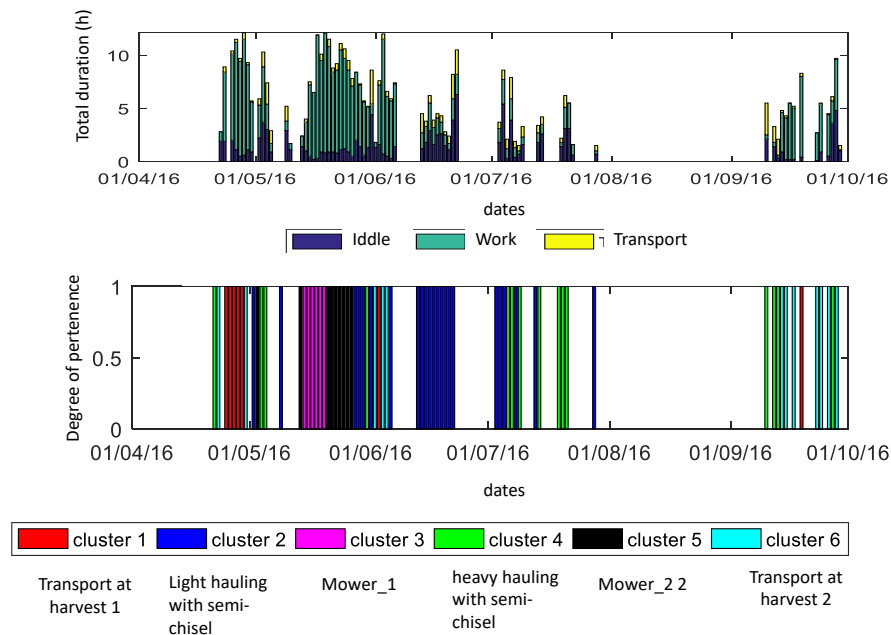 Total duration (h)
10
5
0
01/04/16 01/05/16 01/06/16 01/07/16 01/08/16 01/09/16 01/10/16
dates
Iddle Work Transport
Degree of pertenence
1
0.5
0
01/04/16 01/05/16 01/06/16 01/07/16 01/08/16 01/09/16 01/10/16
dates
cluster 1 cluster 2 cluster 3 cluster 4 cluster 5 cluster 6
Transport at
harvest 1
Light hauling
with semi-
chisel
Mower_1
heavy hauling
with semi-
chisel
Mower_2 2
Transport at
harvest 2